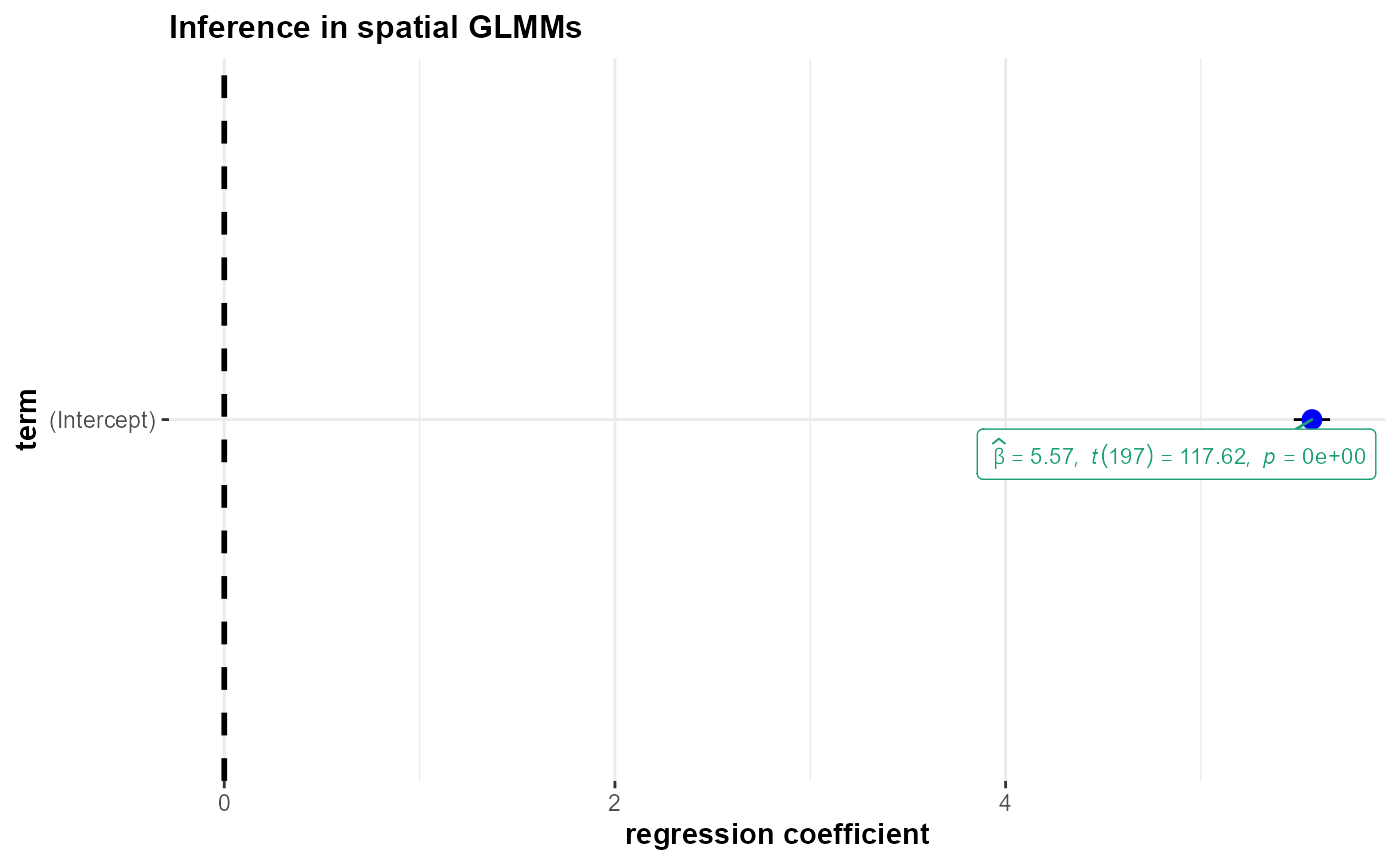 Inference in spatial GLMMs
term
(Intercept)
β̂ = 5.57, t(197) = 117.62, p = 0e+00
0 2 4
regression coefficient